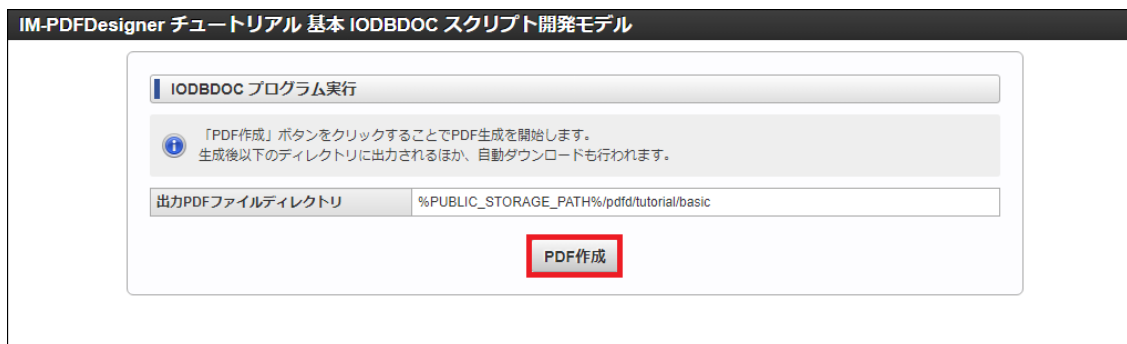 IM-PDFDesigner チュートリアル 基本 IODBDOC スクリプト開発モデル
IODBDOC プログラム実行
「PDF作成」ボタンをクリックすることでPDF生成を開始します。
生成後以下のディレクトリに出力されるほか、自動ダウンロードも行われます。
出力PDFファイルディレクトリ %PUBLIC_STORAGE_PATH%/pdfd/tutorial/basic
PDF作成